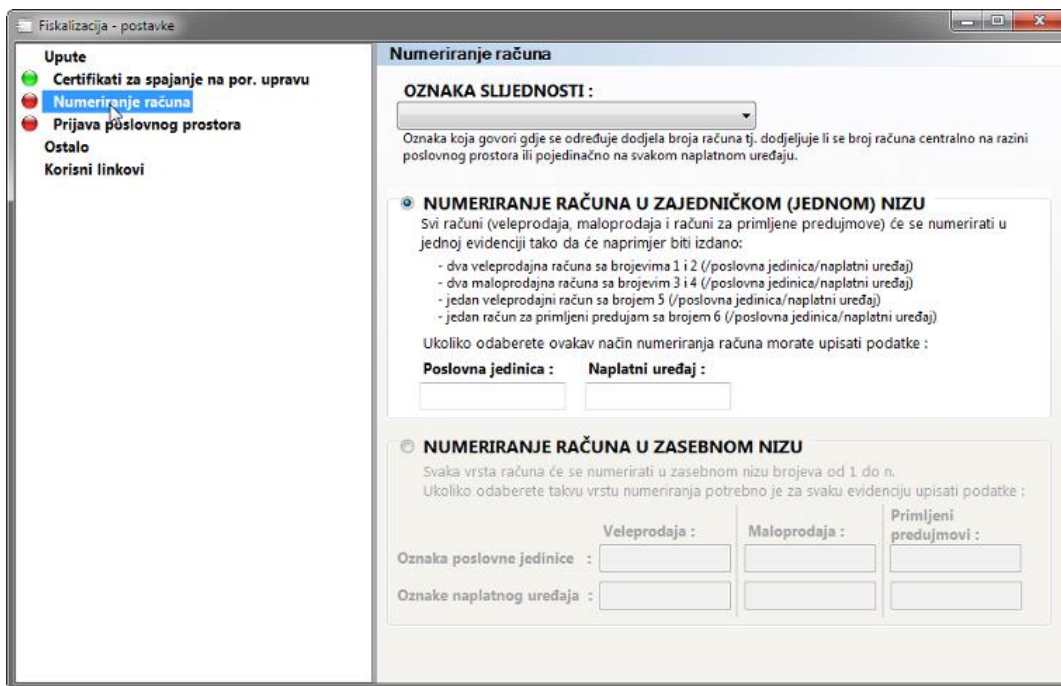 Fiskalizacija - postavke
Upute
Certifikati za spajanje na por. upravu
Numeriranje računa
Prijava poslovnog prostora
Ostalo
Korisni linkovi
Numeriranje računa
OZNAKA SLIJEDNOSTI :
Oznaka koja govori gdje se određuje dodjela broja računa tj. dodjeljuje li se broj računa centralno na razini
poslovnog prostora ili pojedinačno na svakom naplatnom uređaju.
NUMERIRANJE RAČUNA U ZAJEDNIČKOM (JEDNOM) NIZU
Svi računi (veleprodaja, maloprodaja i računi za primljene predujmove) će se numerirati u
jednoj evidenciji tako da će naprimjer biti izdano:
- dva veleprodajna računa sa brojevima 1 i 2 (/poslovna jedinica/naplatni uređaj)
- dva maloprodajna računa sa brojevim 3 i 4 (/poslovna jedinica/naplatni uređaj)
- jedan veleprodajni račun sa brojem 5 (/poslovna jedinica/naplatni uređaj)
- jedan račun za primljeni predujam sa brojem 6 (/poslovna jedinica/naplatni uređaj)
Ukoliko odaberete ovakav način numeriranja računa morate upisati podatke :
Poslovna jedinica : Naplatni uređaj :
NUMERIRANJE RAČUNA U ZASEBNOM NIZU
Svaka vrsta računa će se numerirati u zasebnom nizu brojeva od 1 do n.
Ukoliko odaberete takvu vrstu numeriranja potrebno je za svaku evidenciju upisati podatke :
Veleprodaja : Maloprodaja : Primljeni
predujmovi :
Oznaka poslovne jedinice :
Oznake naplatnog uređaja :